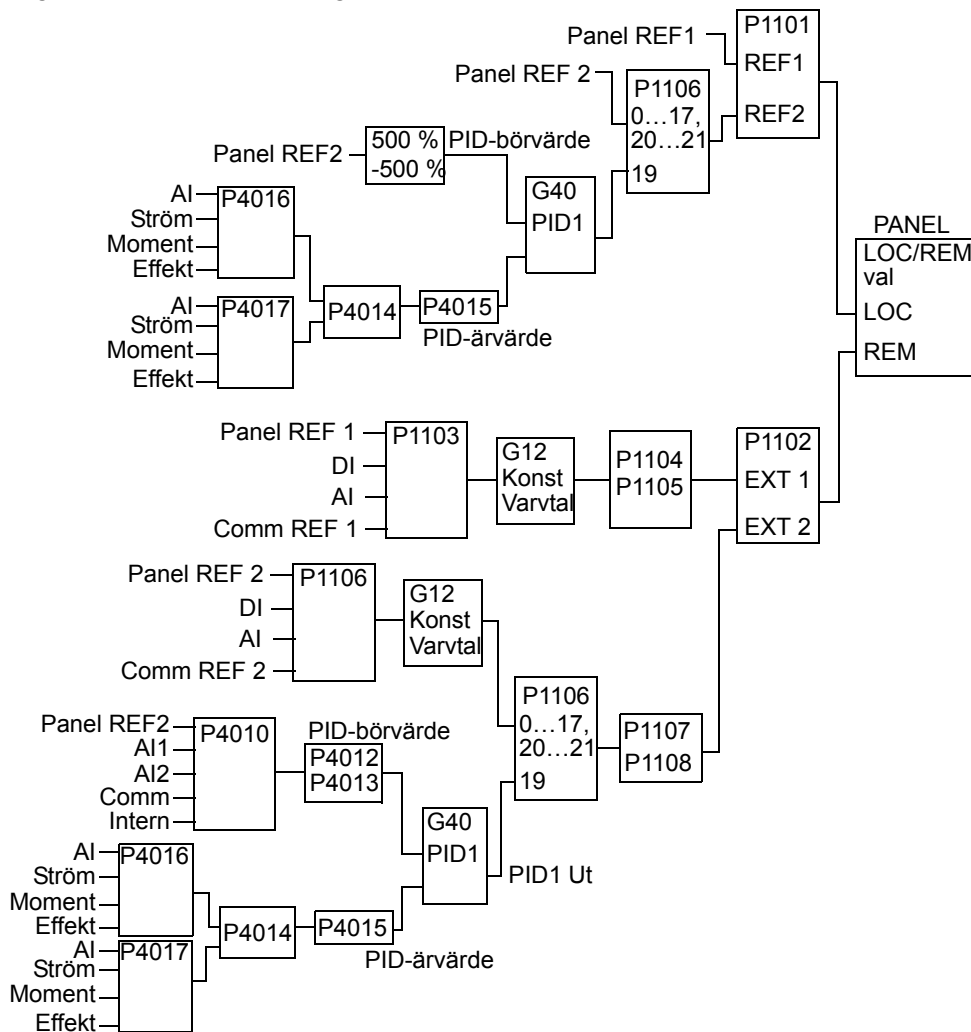 Panel REF1
P1101
REF1
REF2
Panel REF 2
P1106
0...17,
20...21
19
Panel REF2
500 %
-500 %
PID-börvärde
G40
PID1
AI
Ström
Moment
Effekt
P4016
AI
Ström
Moment
Effekt
P4017
P4014
P4015
PID-ärvärde
PANEL
LOC/REM
val
LOC
REM
Panel REF 1
DI
AI
Comm REF 1
P1103
G12
Konst
Varvtal
P1104
P1105
P1102
EXT 1
EXT 2
Panel REF 2
DI
AI
Comm REF 2
P1106
G12
Konst
Varvtal
P1106
0...17,
20...21
19
P1107
P1108
Panel REF2
AI1
AI2
Comm
Intern
P4010
PID-börvärde
P4012
P4013
G40
PID1
PID1 Ut
AI
Ström
Moment
Effekt
P4016
AI
Ström
Moment
Effekt
P4017
P4014
P4015
PID-ärvärde